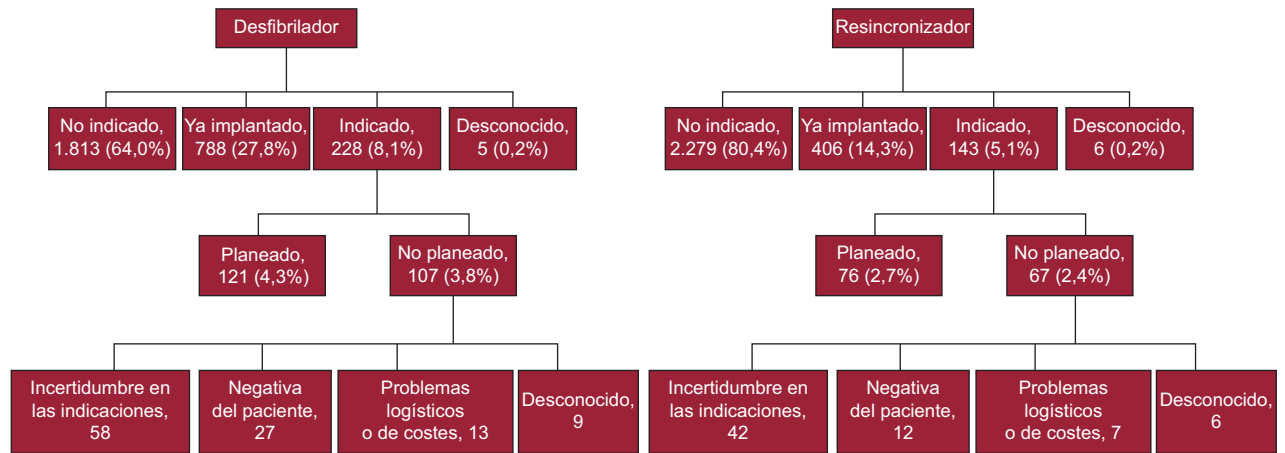 Desfibrilador
No indicado,
1.813 (64,0%)
Ya implantado,
788 (27,8%)
Indicado,
228 (8,1%)
Desconocido,
5 (0,2%)
Planeado,
121 (4,3%)
No planeado,
107 (3,8%)
Incertidumbre en
las indicaciones,
58
Negativa
del paciente,
27
Problemas
logísticos
o de costes, 13
Desconocido,
9
Resincronizador
No indicado,
2.279 (80,4%)
Ya implantado,
406 (14,3%)
Indicado,
143 (5,1%)
Desconocido,
6 (0,2%)
Planeado,
76 (2,7%)
No planeado,
67 (2,4%)
Incertidumbre en
las indicaciones,
42
Negativa
del paciente,
12
Problemas
logísticos
o de costes, 7
Desconocido,
6